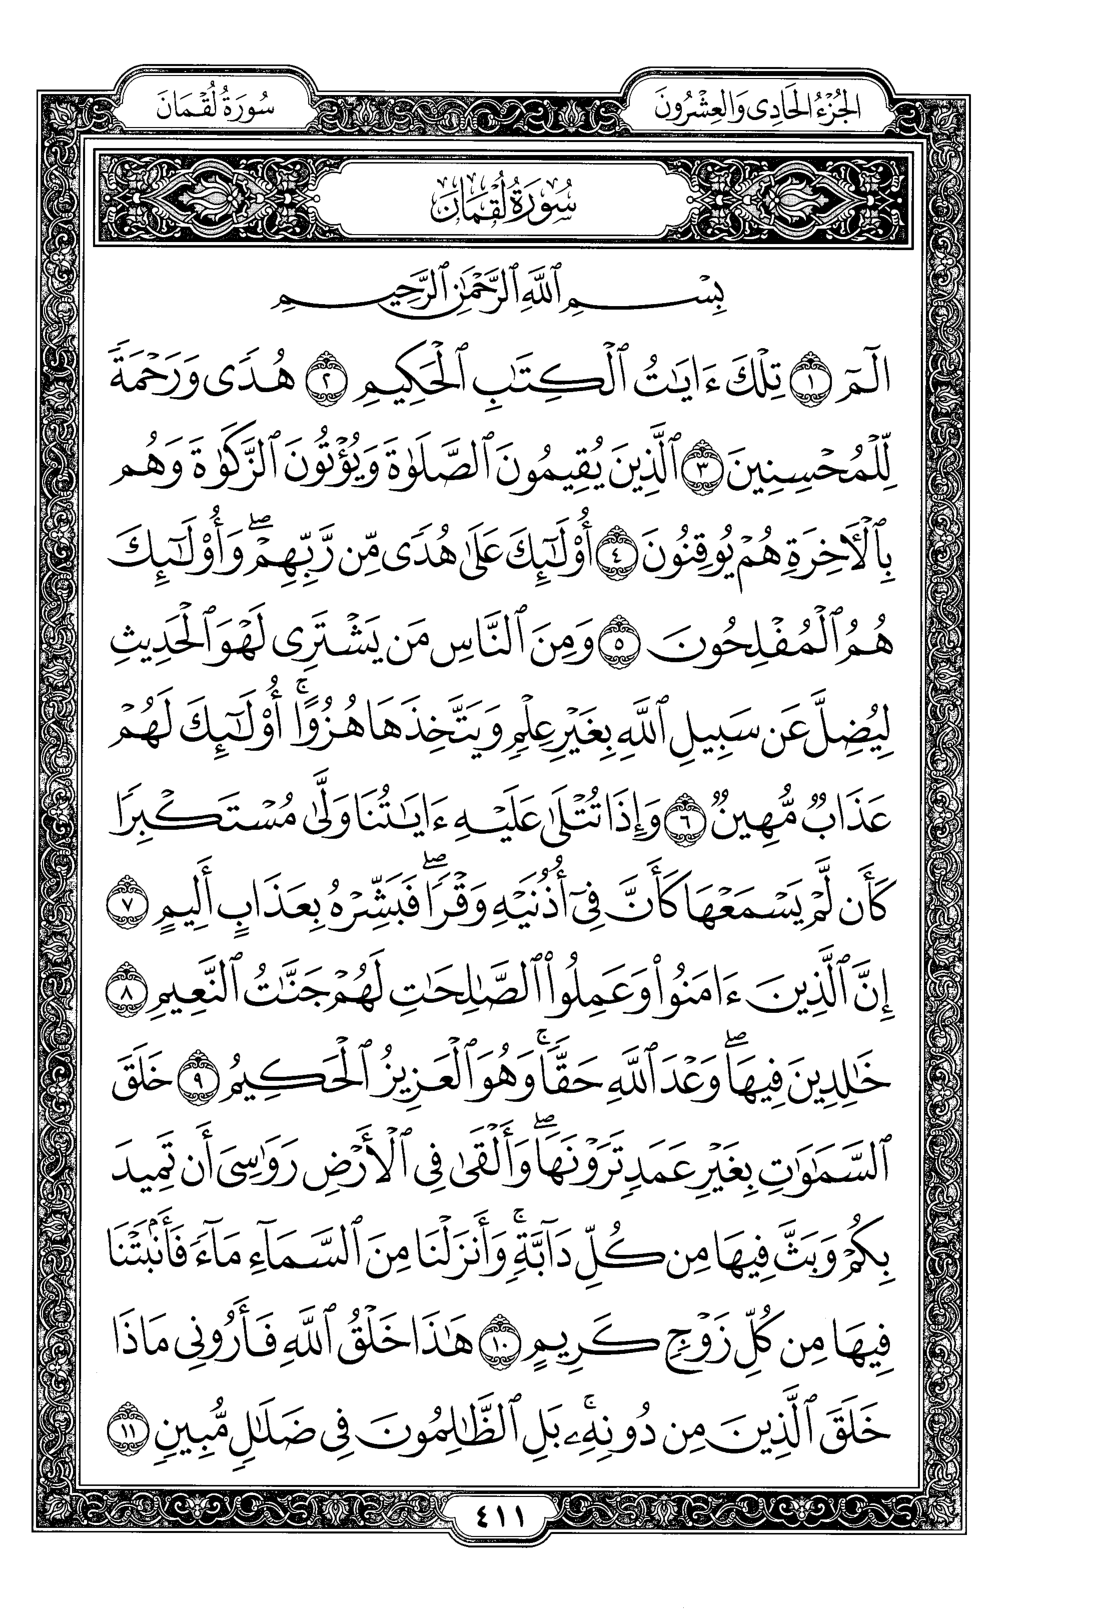 الجُزْءُ الحَادِى وَالعِشْرُونَ
سُورَةُ لُقْمَانَ
سُورَةُ لُقْمَانَ
بِسْمِ ٱللَّهِ ٱلرَّحْمَٰنِ ٱلرَّحِيمِ
الٓمٓ ١ تِلْكَ ءَايَٰتُ ٱلْكِتَٰبِ ٱلْحَكِيمِ ٢ هُدًى وَرَحْمَةً
لِّلْمُحْسِنِينَ ٣ ٱلَّذِينَ يُقِيمُونَ ٱلصَّلَوٰةَ وَيُؤْتُونَ ٱلزَّكَوٰةَ وَهُم
بِٱلْأَخِرَةِ هُمْ يُوقِنُونَ ٤ أُو۟لَٰٓئِكَ عَلَىٰ هُدًى مِّن رَّبِّهِمْۖ وَأُو۟لَٰٓئِكَ
هُمُ ٱلْمُفْلِحُونَ ٥ وَمِنَ ٱلنَّاسِ مَن يَشْتَرِى لَهْوَ ٱلْحَدِيثِ
لِيُضِلَّ عَن سَبِيلِ ٱللَّهِ بِغَيْرِ عِلْمٍ وَيَتَّخِذَهَا هُزُوًاۚ أُو۟لَٰٓئِكَ لَهُمْ
عَذَابٌ مُّهِينٌ ٦ وَإِذَا تُتْلَىٰ عَلَيْهِ ءَايَٰتُنَا وَلَّىٰ مُسْتَكْبِرًا
كَأَن لَّمْ يَسْمَعْهَا كَأَنَّ فِىٓ أُذُنَيْهِ وَقْرًاۖ فَبَشِّرْهُ بِعَذَابٍ أَلِيمٍ ٧
إِنَّ ٱلَّذِينَ ءَامَنُوا۟ وَعَمِلُوا۟ ٱلصَّٰلِحَٰتِ لَهُمْ جَنَّٰتُ ٱلنَّعِيمِ ٨
خَٰلِدِينَ فِيهَاۖ وَعْدَ ٱللَّهِ حَقًّاۚ وَهُوَ ٱلْعَزِيزُ ٱلْحَكِيمُ ٩ خَلَقَ
ٱلسَّمَٰوَٰتِ بِغَيْرِ عَمَدٍ تَرَوْنَهَاۖ وَأَلْقَىٰ فِى ٱلْأَرْضِ رَوَٰسِىَ أَن تَمِيدَ
بِكُمْ وَبَثَّ فِيهَا مِن كُلِّ دَآبَّةٍۚ وَأَنزَلْنَا مِنَ ٱلسَّمَآءِ مَآءً فَأَنۢبَتْنَا
فِيهَا مِن كُلِّ زَوْجٍ كَرِيمٍ ١٠ هَٰذَا خَلْقُ ٱللَّهِ فَأَرُونِى مَاذَا
خَلَقَ ٱلَّذِينَ مِن دُونِهِۦۚ بَلِ ٱلظَّٰلِمُونَ فِى ضَلَٰلٍ مُّبِينٍ ١١
٤١١